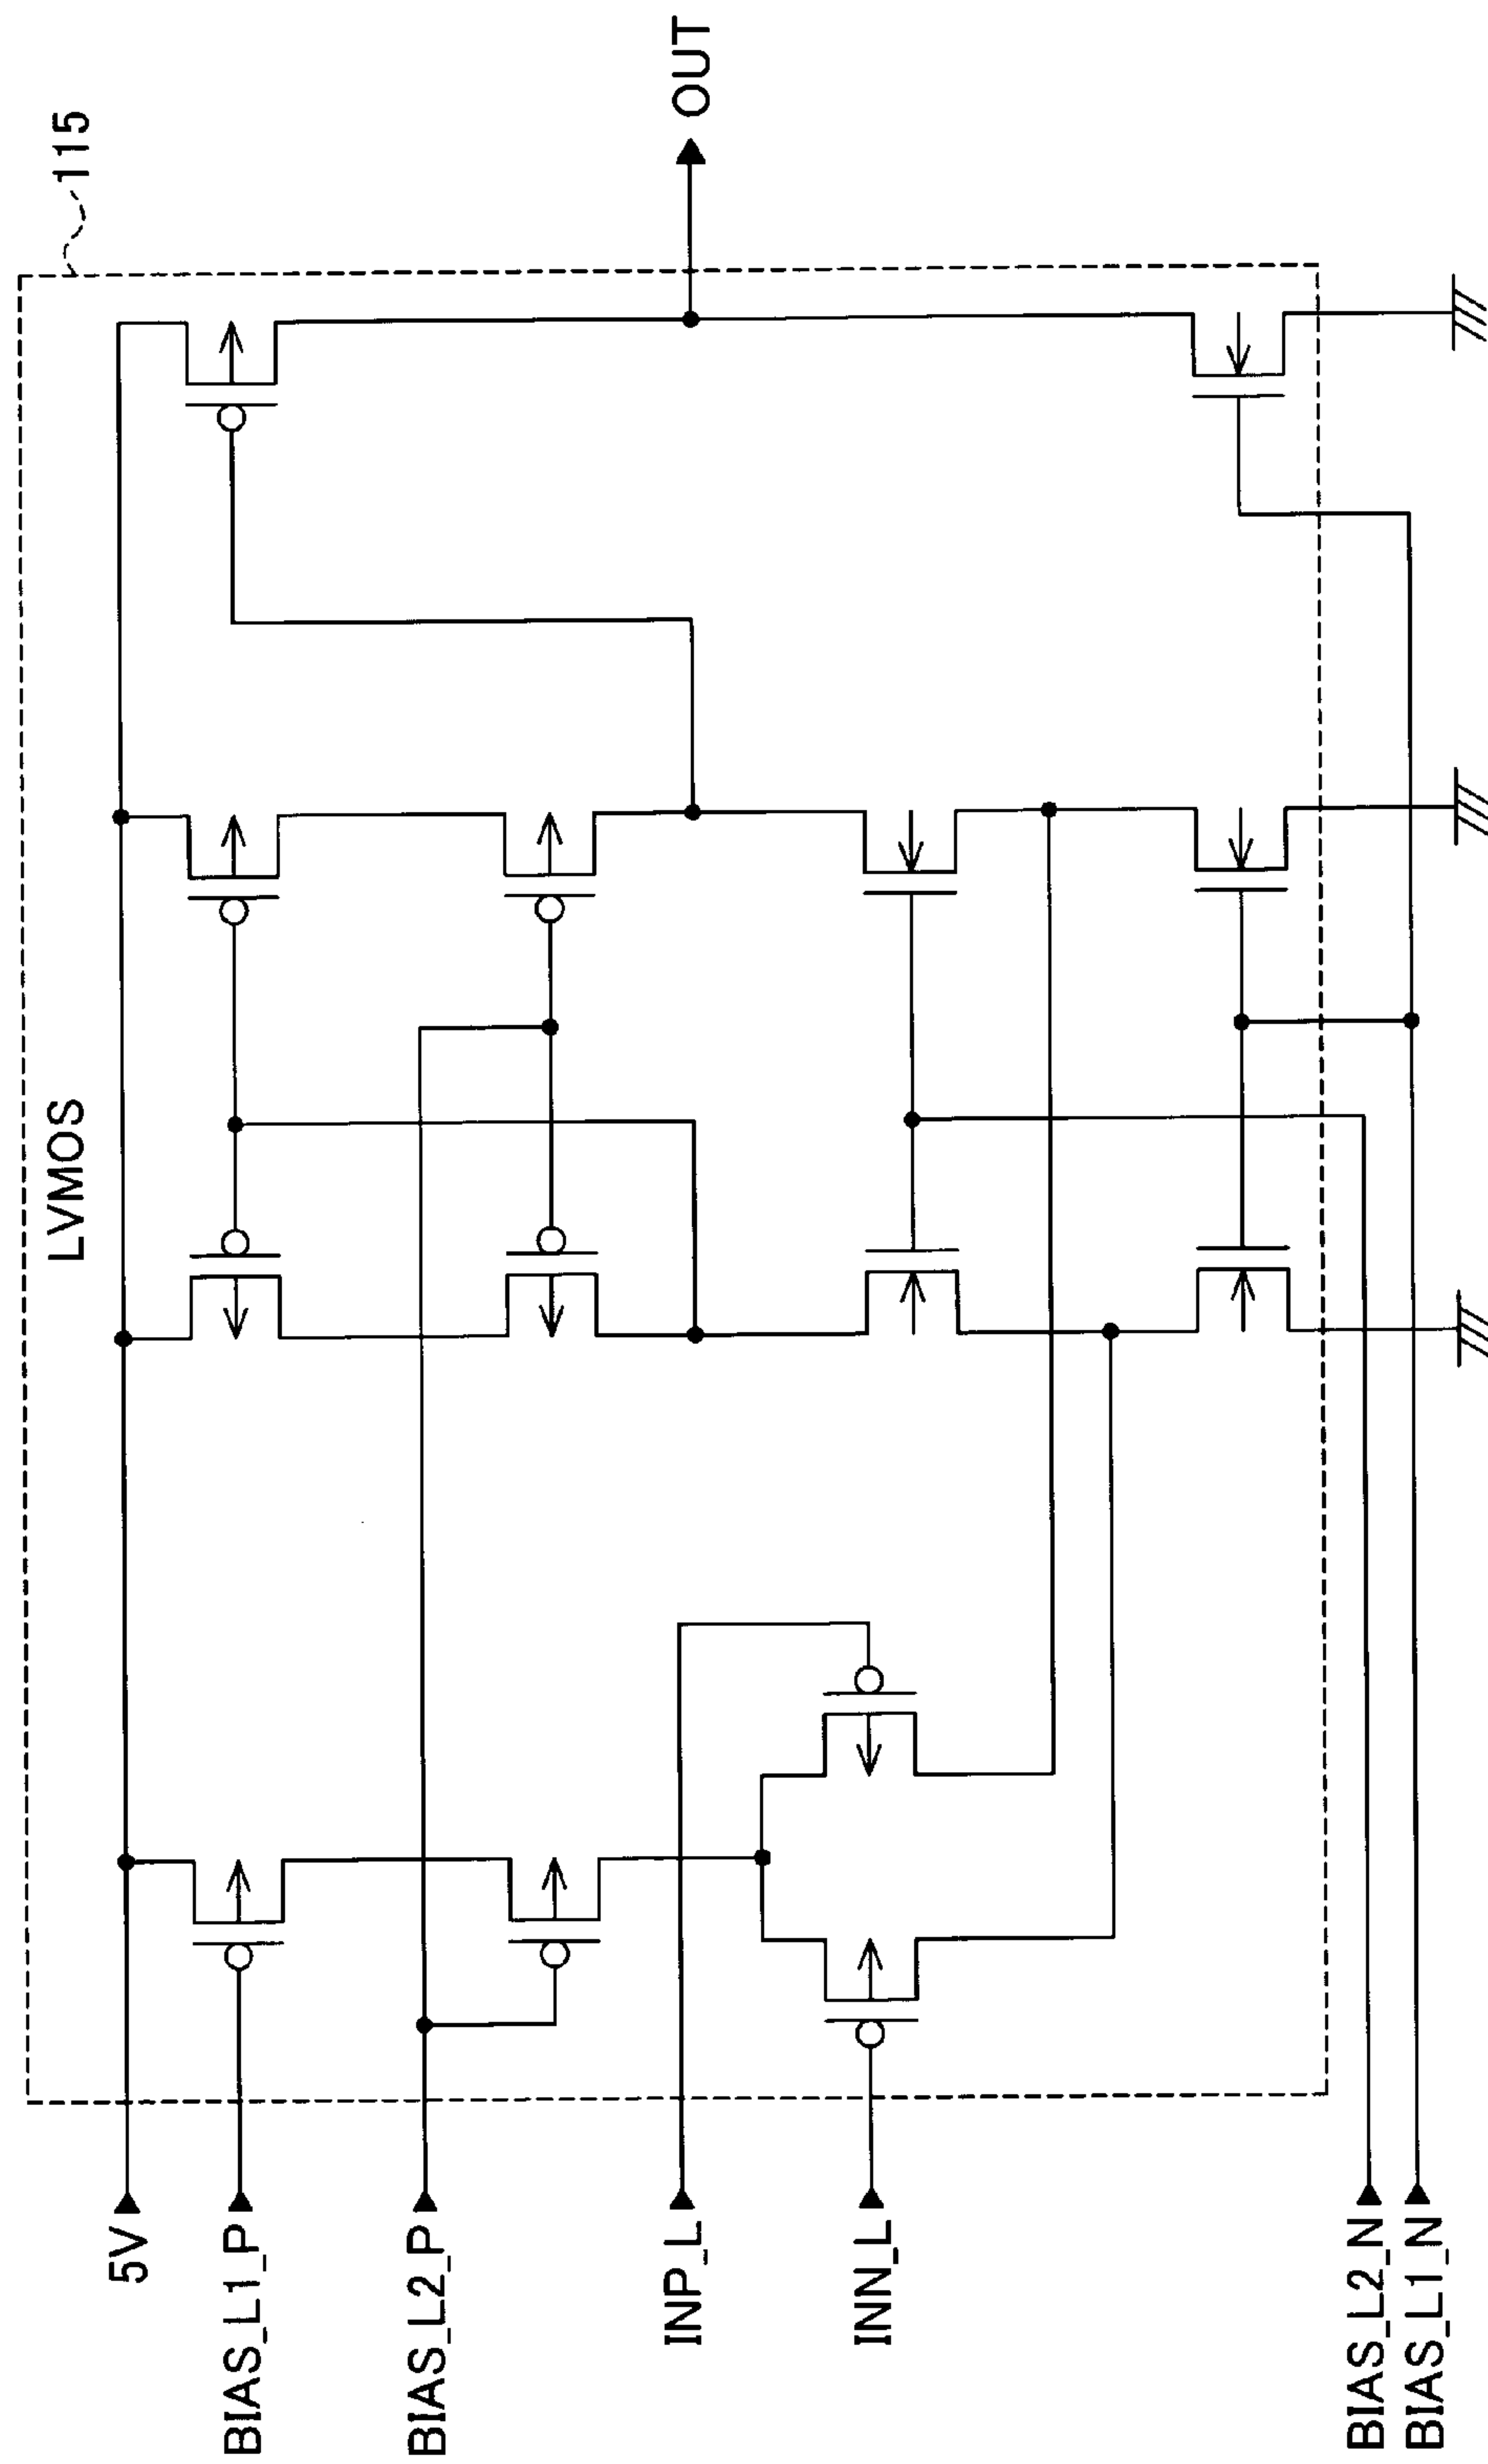 115
LVMOS
5V
BIAS_L1_P
BIAS_L2_P
INP_L
INN_L
BIAS_L2_N
BIAS_L1_N
OUT